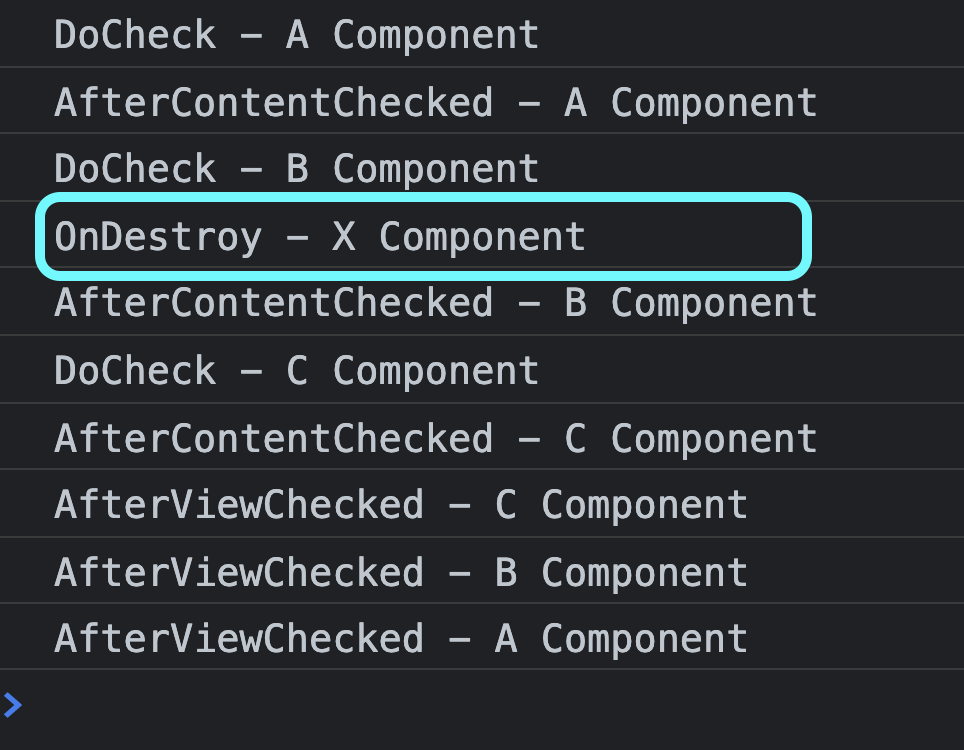 DoCheck – A Component
AfterContentChecked – A Component
DoCheck – B Component
OnDestroy – X Component
AfterContentChecked – B Component
DoCheck – C Component
AfterContentChecked – C Component
AfterViewChecked – C Component
AfterViewChecked – B Component
AfterViewChecked – A Component